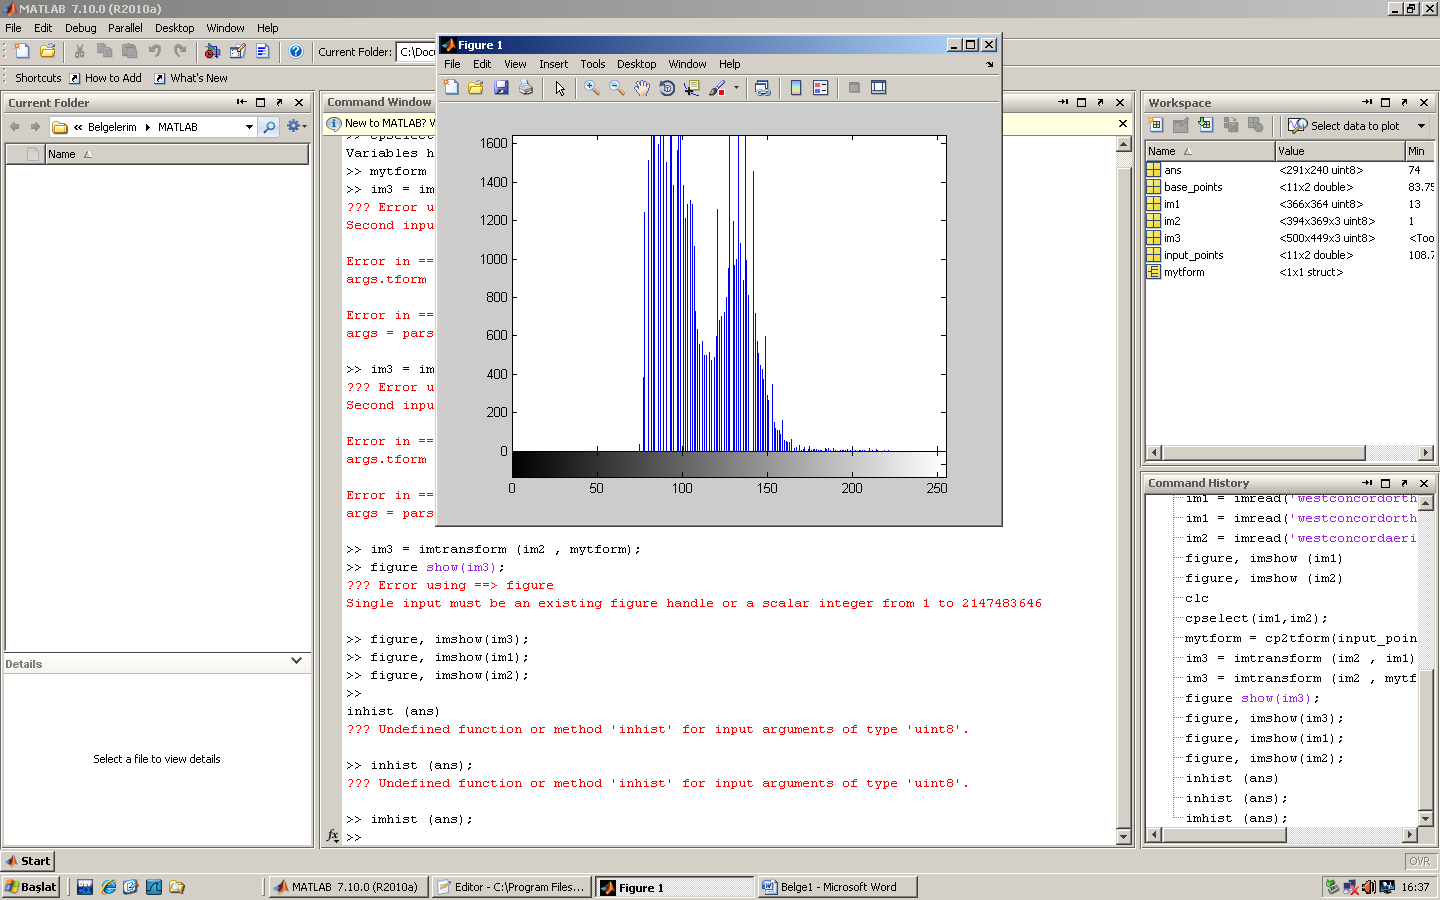 MATLAB 7.10.0 (R2010a)
File Edit Debug Parallel Desktop Window Help
Current Folder: C:\Docu
Shortcuts How to Add What's New
Current Folder
« Belgelerim MATLAB
Name
Details
Select a file to view details
Command Window
New to MATLAB? W
Variables h
>> mytform
>> im3 = im
??? Error u
Second inpu
Error in ==
args.tform
Error in ==
args = pars
>> im3 = im
??? Error u
Second inpu
Error in ==
args.tform
Error in ==
args = pars
>> im3 = imtransform (im2 , mytform);
>> figure show(im3);
??? Error using ==> figure
Single input must be an existing figure handle or a scalar integer from 1 to 2147483646
>> figure, imshow(im3);
>> figure, imshow(im1);
>> figure, imshow(im2);
>>
inhist (ans)
??? Undefined function or method 'inhist' for input arguments of type 'uint8'.
>> inhist (ans);
??? Undefined function or method 'inhist' for input arguments of type 'uint8'.
>> imhist (ans);
fx >>
Figure 1
File Edit View Insert Tools Desktop Window Help
1600
1400
1200
1000
800
600
400
200
0
0 50 100 150 200 250
Workspace
Select data to plot
Name Value Min
ans <291x240 uint8> 74
base_points <11x2 double> 83.75
im1 <366x364 uint8> 13
im2 <394x369x3 uint8> 1
im3 <500x449x3 uint8> <Too
input_points <11x2 double> 108.7
mytform <1x1 struct>
Command History
im1 = imread('westconcordorth
im1 = imread('westconcordorth
im2 = imread('westconcordaeri
figure, imshow (im1)
figure, imshow (im2)
clc
cpselect(im1,im2);
mytform = cp2tform(input_poin
im3 = imtransform (im2 , im1)
im3 = imtransform (im2 , mytf
figure show(im3);
figure, imshow(im3);
figure, imshow(im1);
figure, imshow(im2);
inhist (ans)
inhist (ans);
imhist (ans);
Start
OVR
Başlat
MATLAB 7.10.0 (R2010a)
Editor - C:\Program Files...
Figure 1
Belge1 - Microsoft Word
16:37